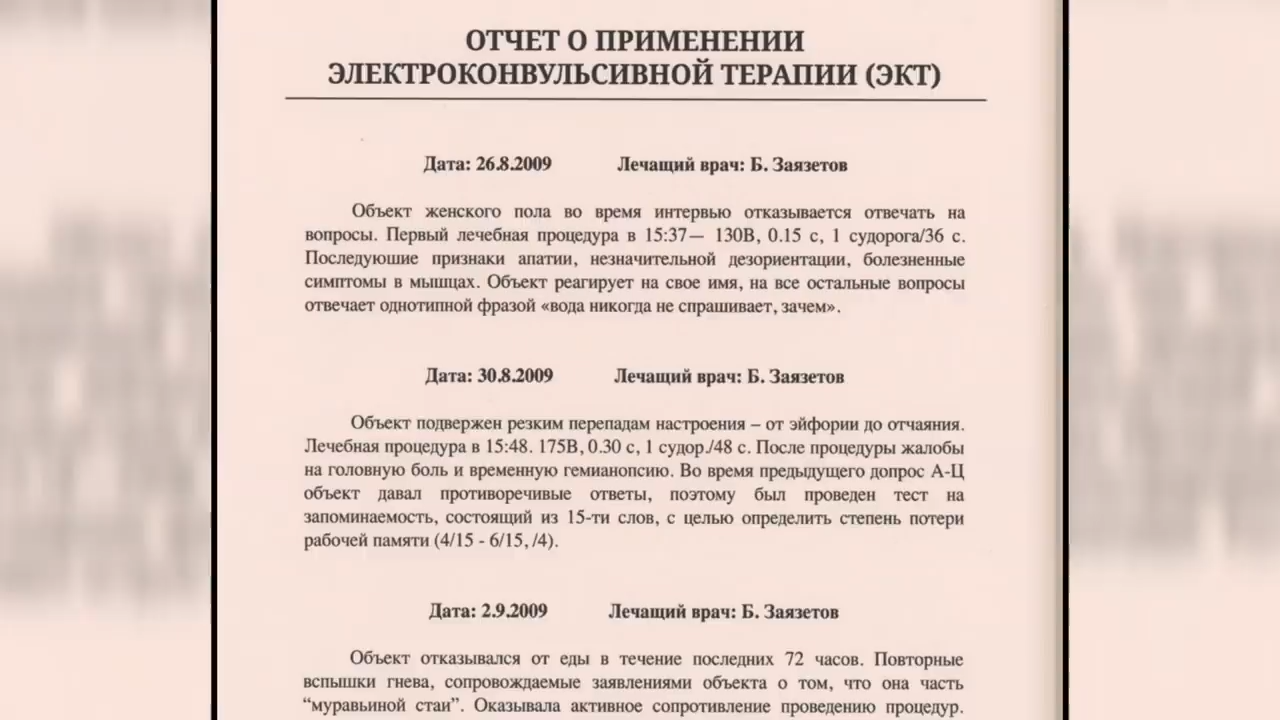 ОТЧЕТ О ПРИМЕНЕНИИ
ЭЛЕКТРОКОНВУЛЬСИВНОЙ ТЕРАПИИ (ЭКТ)
Дата: 26.8.2009 Лечащий врач: Б. Заязетов
Объект женского пола во время интервью отказывается отвечать на
вопросы. Первый лечебная процедура в 15:37— 130В, 0.15 с, 1 судорога/36 с.
Последуюшие признаки апатии, незначительной дезориентации, болезненные
симптомы в мышцах. Объект реагирует на свое имя, на все остальные вопросы
отвечает однотипной фразой «вода никогда не спрашивает, зачем».
Дата: 30.8.2009 Лечащий врач: Б. Заязетов
Объект подвержен резким перепадам настроения – от эйфории до отчаяния.
Лечебная процедура в 15:48. 175В, 0.30 с, 1 судор./48 с. После процедуры жалобы
на головную боль и временную гемианопсию. Во время предыдущего допрос А-Ц
объект давал противоречивые ответы, поэтому был проведен тест на
запоминаемость, состоящий из 15-ти слов, с целью определить степень потери
рабочей памяти (4/15 - 6/15, /4).
Дата: 2.9.2009 Лечащий врач: Б. Заязетов
Объект отказывался от еды в течение последних 72 часов. Повторные
вспышки гнева, сопровождаемые заявлениями объекта о том, что она часть
“муравьиной стаи”. Оказывала активное сопротивление проведению процедур.